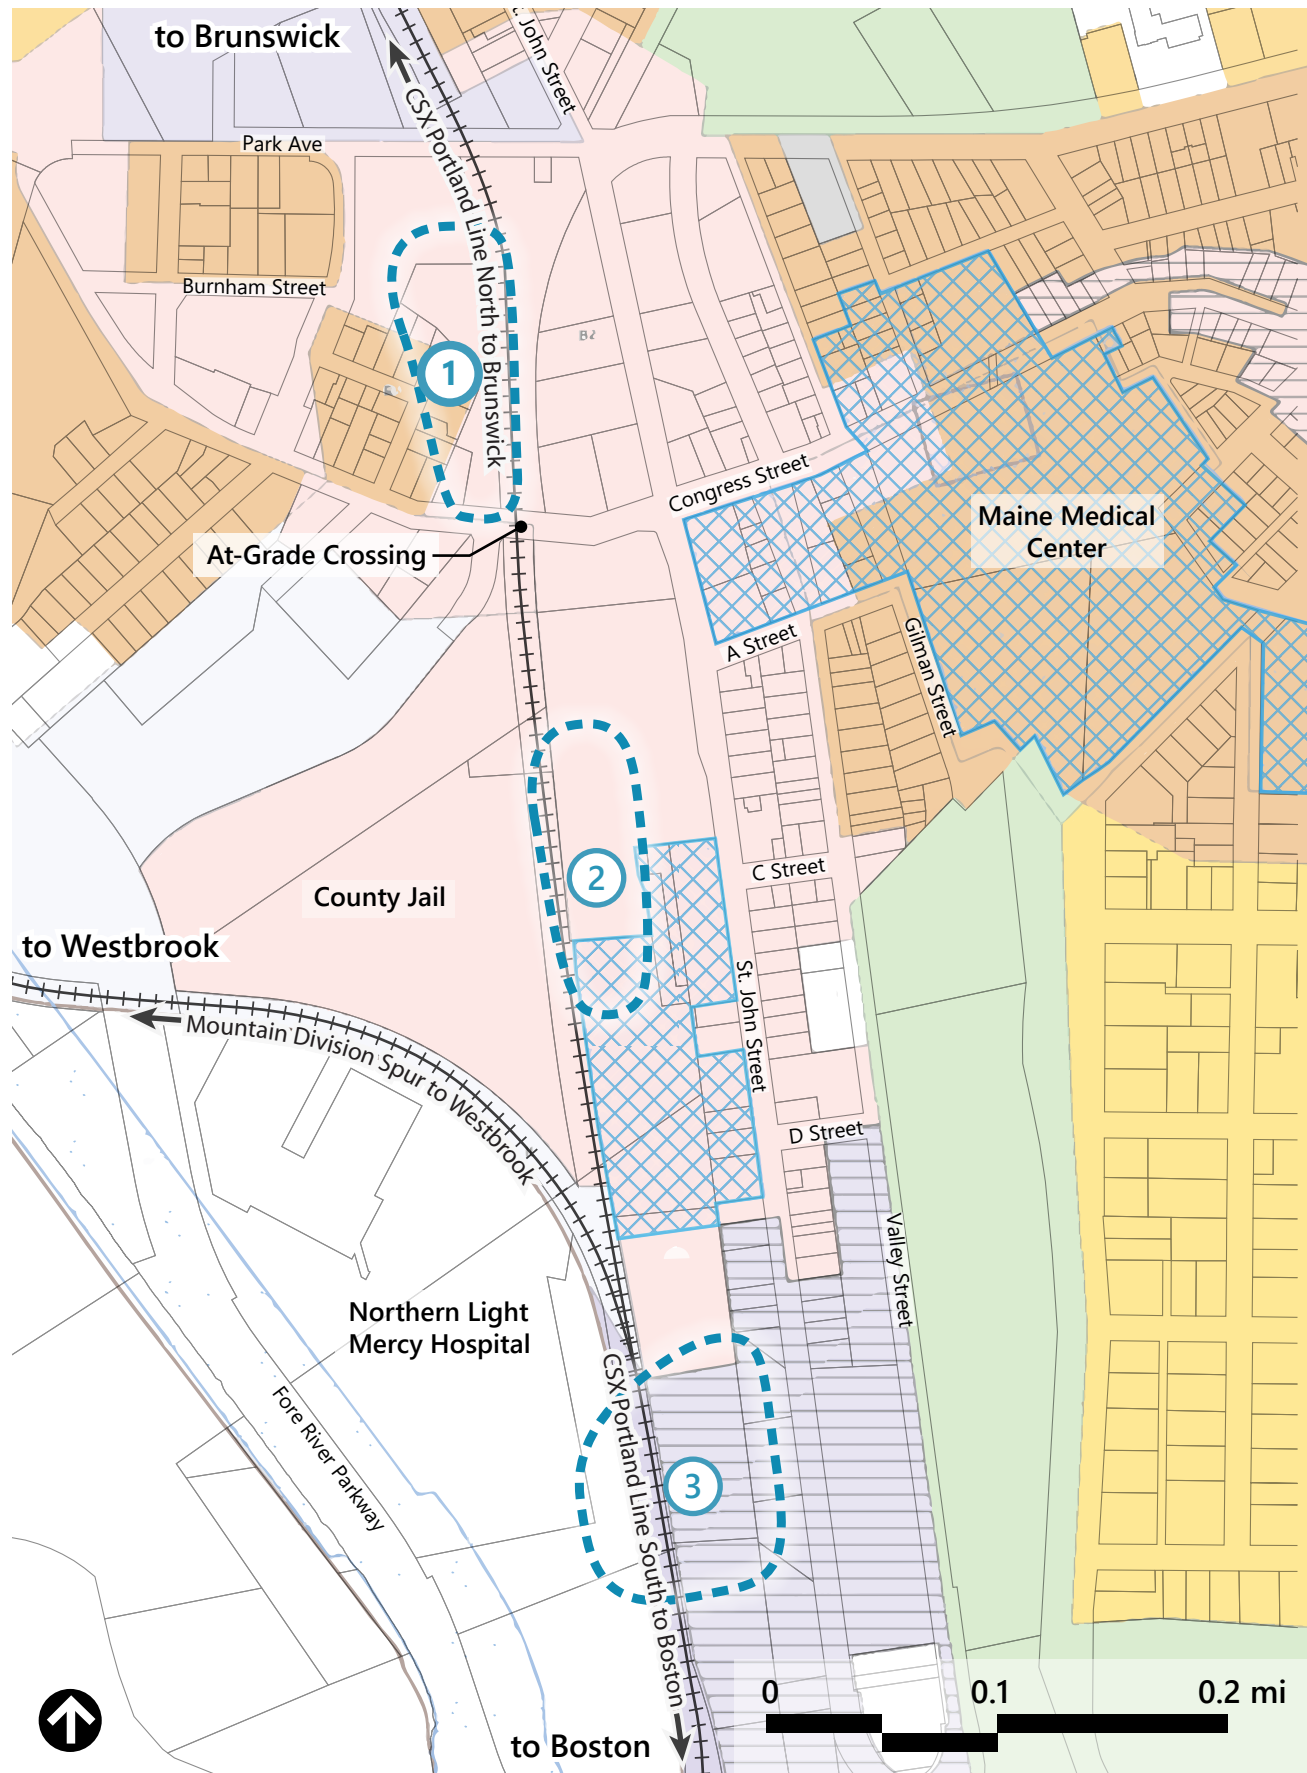 to Brunswick
St. John Street
CSX Portland Line North to Brunswick
Park Ave
Burnham Street
B2
1
Congress Street
Maine Medical
Center
At-Grade Crossing
A Street
Gilman Street
2
C Street
County Jail
to Westbrook
St. John Street
Mountain Division Spur to Westbrook
D Street
Valley Street
Northern Light
Mercy Hospital
CSX Portland Line South to Boston
Fore River Parkway
3
0
0.1
0.2 mi
to Boston